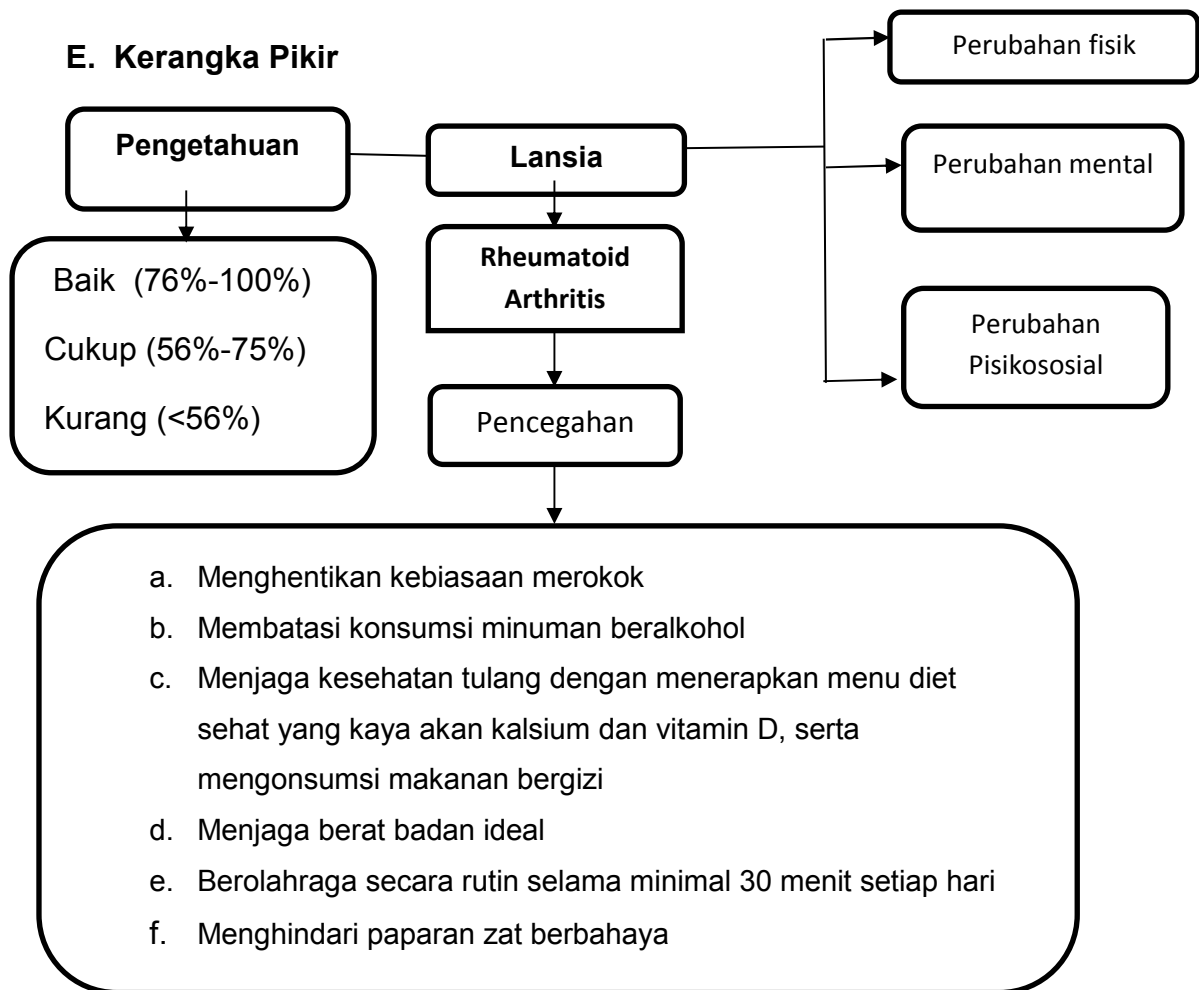 E. Kerangka Pikir
Perubahan fisik
Pengetahuan
Lansia
Perubahan mental
Baik (76%-100%)
Cukup (56%-75%)
Kurang (<56%)
Rheumatoid
Arthritis
Perubahan
Pisikososial
Pencegahan
a. Menghentikan kebiasaan merokok
b. Membatasi konsumsi minuman beralkohol
c. Menjaga kesehatan tulang dengan menerapkan menu diet
sehat yang kaya akan kalsium dan vitamin D, serta
mengonsumsi makanan bergizi
d. Menjaga berat badan ideal
e. Berolahraga secara rutin selama minimal 30 menit setiap hari
f. Menghindari paparan zat berbahaya